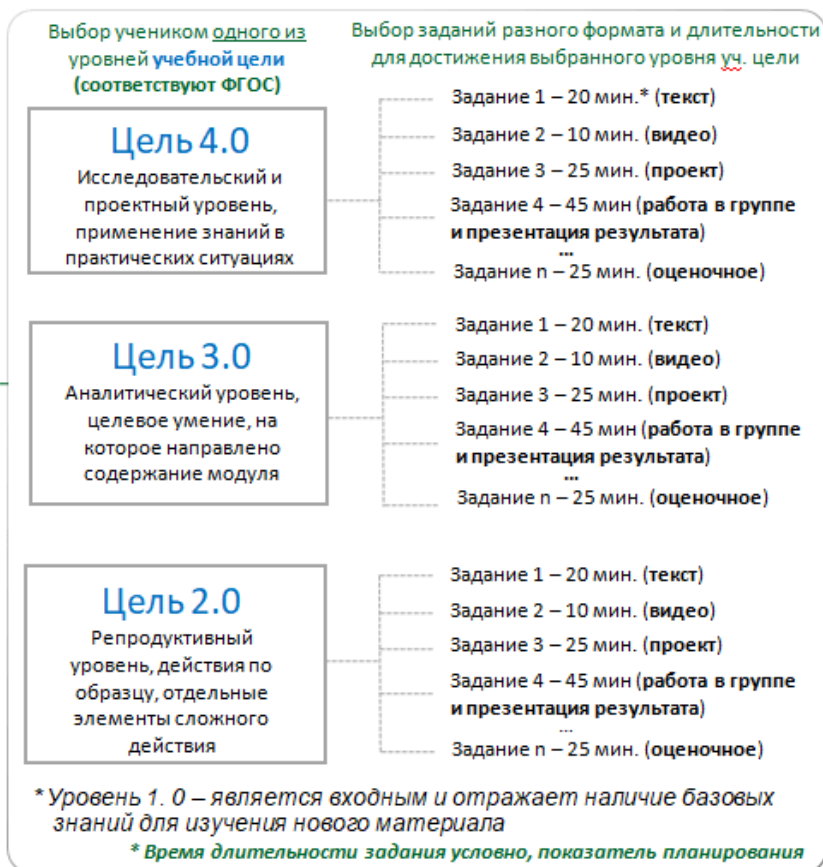 Выбор учеником одного из
уровней учебной цели
(соответствуют ФГОС)
Выбор заданий разного формата и длительности
для достижения выбранного уровня уч. цели
Цель 4.0
Исследовательский и
проектный уровень,
применение знаний в
практических ситуациях
Задание 1 – 20 мин.* (текст)
Задание 2 – 10 мин. (видео)
Задание 3 – 25 мин. (проект)
Задание 4 – 45 мин (работа в группе
и презентация результата)
...
Задание n – 25 мин. (оценочное)
Цель 3.0
Аналитический уровень,
целевое умение, на
которое направлено
содержание модуля
Задание 1 – 20 мин. (текст)
Задание 2 – 10 мин. (видео)
Задание 3 – 25 мин. (проект)
Задание 4 – 45 мин (работа в группе
и презентация результата)
...
Задание n – 25 мин. (оценочное)
Цель 2.0
Репродуктивный
уровень, действия по
образцу, отдельные
элементы сложного
действия
Задание 1 – 20 мин. (текст)
Задание 2 – 10 мин. (видео)
Задание 3 – 25 мин. (проект)
Задание 4 – 45 мин (работа в группе
и презентация результата)
...
Задание n – 25 мин. (оценочное)
* Уровень 1. 0 – является входным и отражает наличие базовых
знаний для изучения нового материала
* Время длительности задания условно, показатель планирования